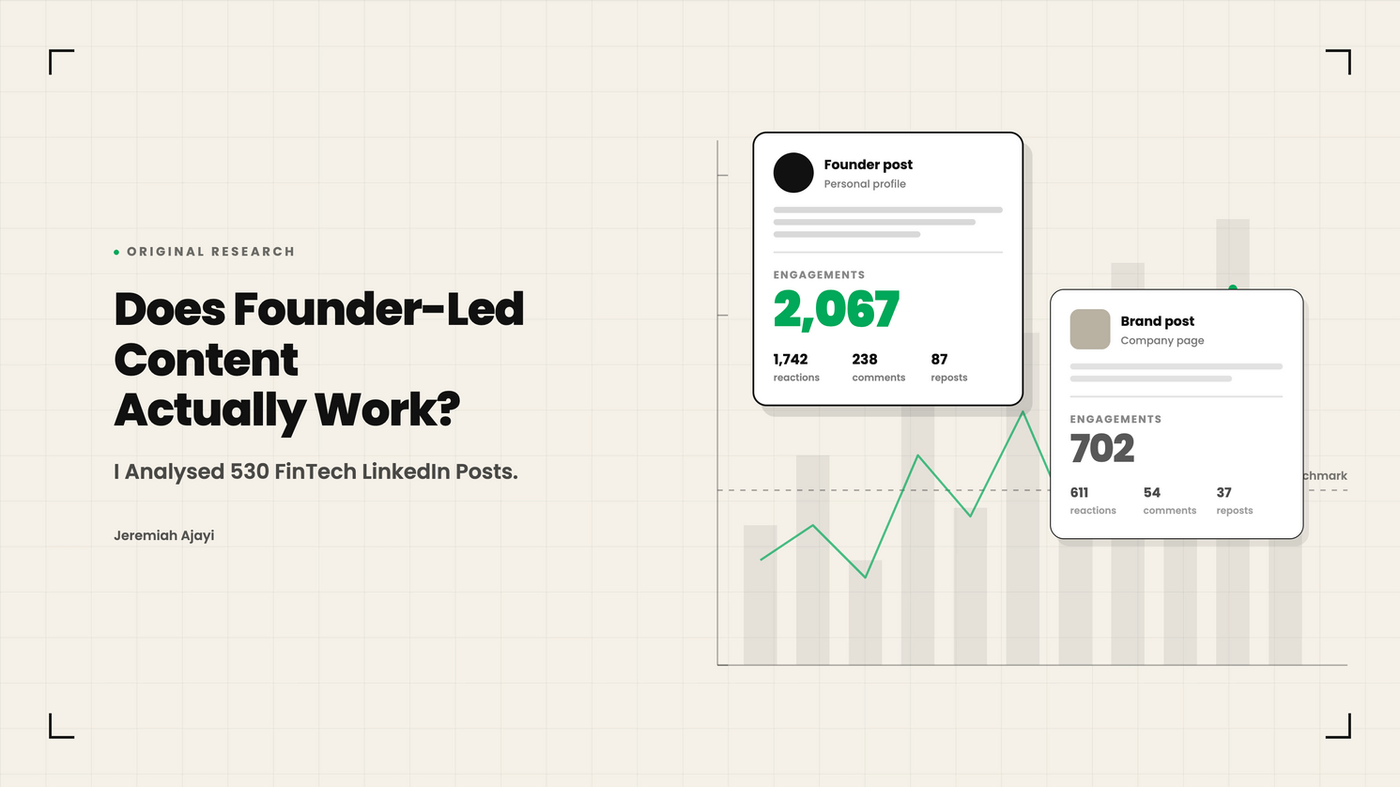 ORIGINAL RESEARCH
Does Founder-Led
Content
Actually Work?
I Analysed 530 FinTech LinkedIn Posts.
Jeremiah Ajayi
Founder post
Personal profile
ENGAGEMENTS
2,067
1,742 238 87
reactions comments reposts
Brand post
Company page
ENGAGEMENTS
702
611 54 37
reactions comments reposts